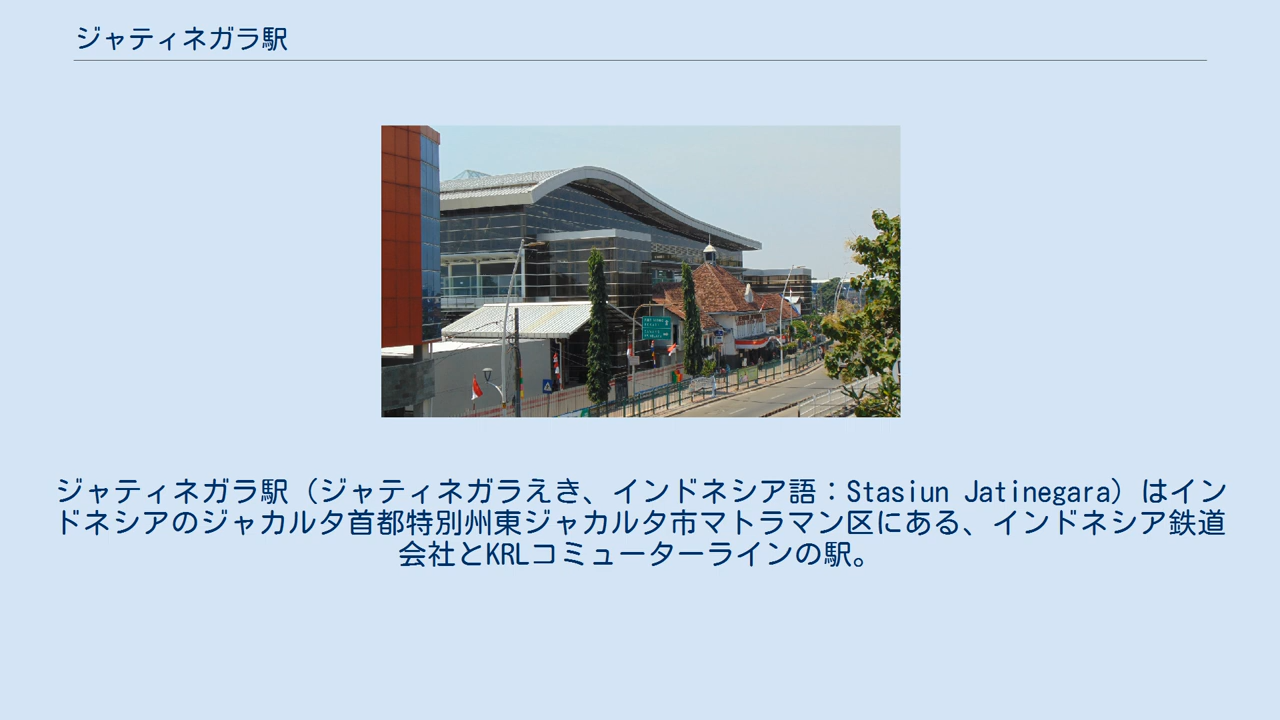 ジャティネガラ駅
ジャティネガラ駅（ジャティネガラえき、インドネシア語：Stasiun Jatinegara）はイン
ドネシアのジャカルタ首都特別州東ジャカルタ市マトラマン区にある、インドネシア鉄道
会社とKRLコミューターラインの駅。